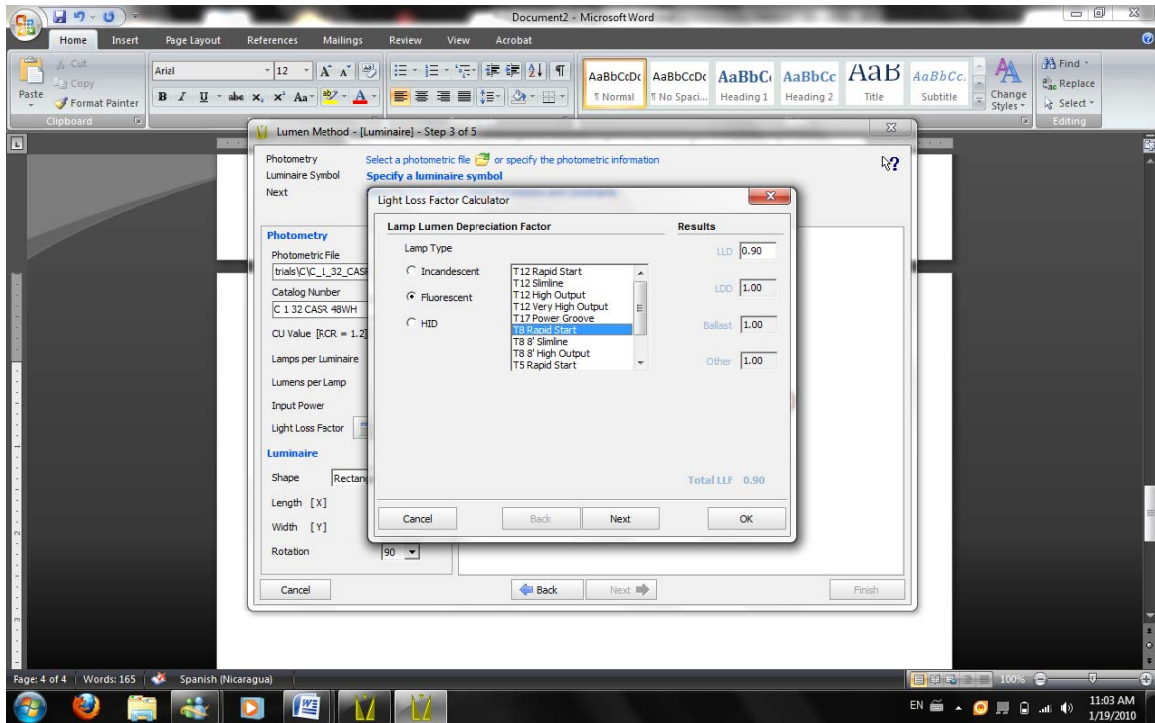 Document2 - Microsoft Word
Home Insert Page Layout References Mailings Review View Acrobat
Paste
Cut
Copy
Format Painter
Clipboard
Arial 12
AaBbCcDc AaBbCcDc AaBbC AaBbCc AaB AaBbCc.
¶ Normal ¶ No Spaci... Heading 1 Heading 2 Title Subtitle
Change Styles
Find
Replace
Select
Editing
Lumen Method - [Luminaire] - Step 3 of 5
Photometry Select a photometric file or specify the photometric information
Luminaire Symbol Specify a luminaire symbol
Next
Photometry
Photometric File
trials\C\C_1_32_CASR
Catalog Number
C 1 32 CASR 48WH
CU Value [RCR = 1.2]
Lamps per Luminaire
Lumens per Lamp
Input Power
Light Loss Factor
Luminaire
Shape Rectang
Length [X]
Width [Y]
Rotation 90
Cancel Back Next Finish
Light Loss Factor Calculator
Lamp Lumen Depreciation Factor
Lamp Type
Incandescent
Fluorescent
HID
T12 Rapid Start
T12 Slimline
T12 High Output
T12 Very High Output
T17 Power Groove
T8 Rapid Start
T8 8' Slimline
T8 8' High Output
T5 Rapid Start
Results
LLD 0.90
LDD 1.00
Ballast 1.00
Other 1.00
Total LLF 0.90
Cancel Back Next OK
Page: 4 of 4 Words: 165 Spanish (Nicaragua) 100%
EN 11:03 AM
1/19/2010